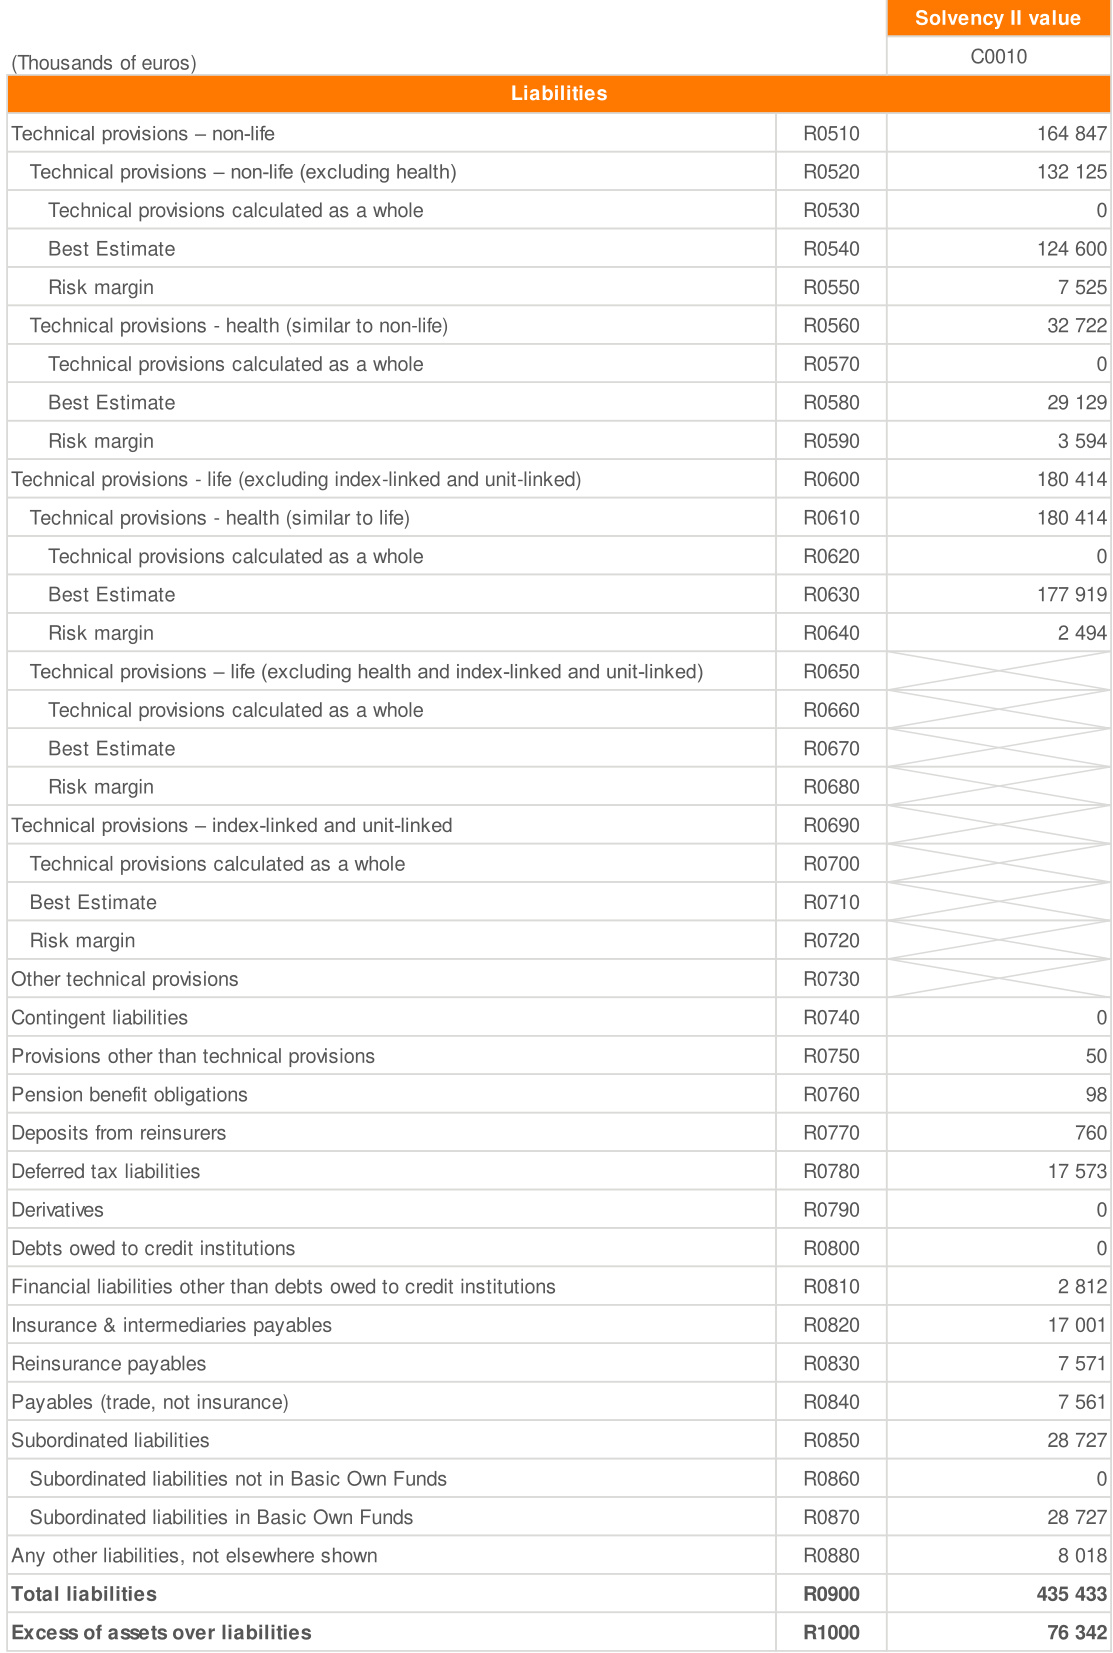 Solvency II value
(Thousands of euros) C0010
Liabilities
Technical provisions – non-life R0510 164 847
Technical provisions – non-life (excluding health) R0520 132 125
Technical provisions calculated as a whole R0530 0
Best Estimate R0540 124 600
Risk margin R0550 7 525
Technical provisions - health (similar to non-life) R0560 32 722
Technical provisions calculated as a whole R0570 0
Best Estimate R0580 29 129
Risk margin R0590 3 594
Technical provisions - life (excluding index-linked and unit-linked) R0600 180 414
Technical provisions - health (similar to life) R0610 180 414
Technical provisions calculated as a whole R0620 0
Best Estimate R0630 177 919
Risk margin R0640 2 494
Technical provisions – life (excluding health and index-linked and unit-linked) R0650
Technical provisions calculated as a whole R0660
Best Estimate R0670
Risk margin R0680
Technical provisions – index-linked and unit-linked R0690
Technical provisions calculated as a whole R0700
Best Estimate R0710
Risk margin R0720
Other technical provisions R0730
Contingent liabilities R0740 0
Provisions other than technical provisions R0750 50
Pension benefit obligations R0760 98
Deposits from reinsurers R0770 760
Deferred tax liabilities R0780 17 573
Derivatives R0790 0
Debts owed to credit institutions R0800 0
Financial liabilities other than debts owed to credit institutions R0810 2 812
Insurance & intermediaries payables R0820 17 001
Reinsurance payables R0830 7 571
Payables (trade, not insurance) R0840 7 561
Subordinated liabilities R0850 28 727
Subordinated liabilities not in Basic Own Funds R0860 0
Subordinated liabilities in Basic Own Funds R0870 28 727
Any other liabilities, not elsewhere shown R0880 8 018
Total liabilities R0900 435 433
Excess of assets over liabilities R1000 76 342